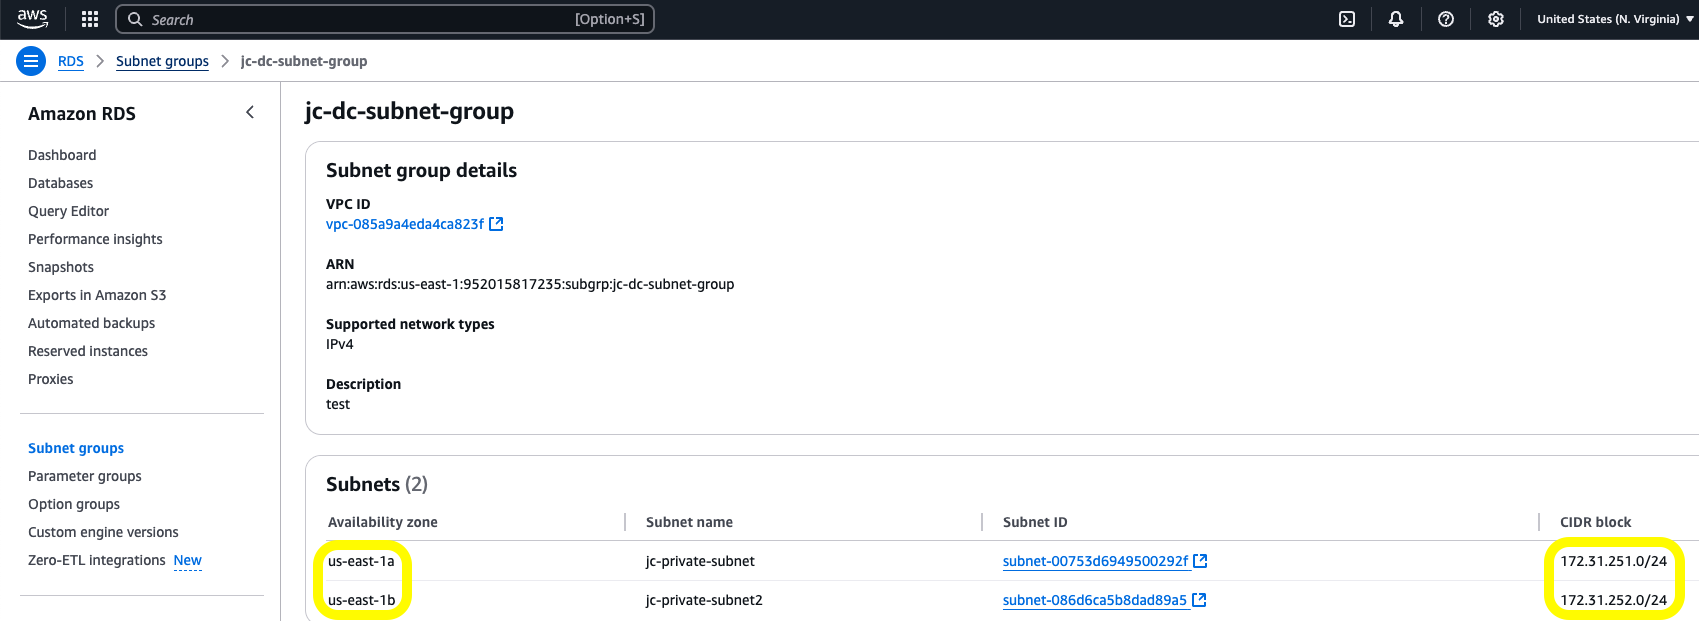 aws Search [Option+S] United States (N. Virginia)
RDS Subnet groups jc-dc-subnet-group
Amazon RDS
Dashboard
Databases
Query Editor
Performance insights
Snapshots
Exports in Amazon S3
Automated backups
Reserved instances
Proxies
Subnet groups
Parameter groups
Option groups
Custom engine versions
Zero-ETL integrations New
jc-dc-subnet-group
Subnet group details
VPC ID
vpc-085a9a4eda4ca823f
ARN
arn:aws:rds:us-east-1:952015817235:subgrp:jc-dc-subnet-group
Supported network types
IPv4
Description
test
Subnets (2)
Availability zone Subnet name Subnet ID CIDR block
us-east-1a jc-private-subnet subnet-00753d6949500292f 172.31.251.0/24
us-east-1b jc-private-subnet2 subnet-086d6ca5b8dad89a5 172.31.252.0/24